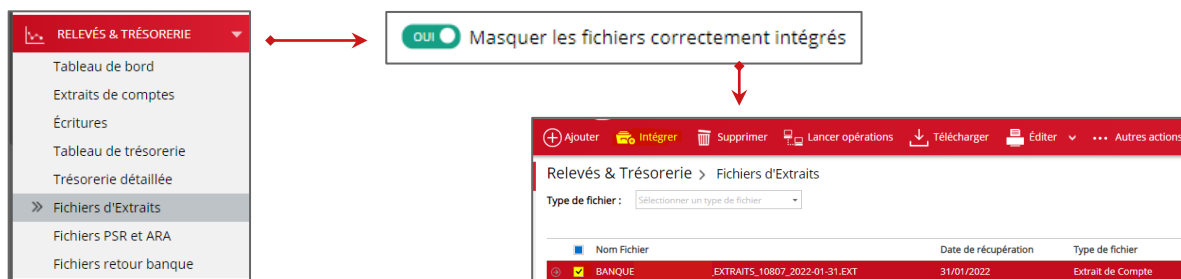 RELEVÉS & TRÉSORERIE
Tableau de bord
Extraits de comptes
Écritures
Tableau de trésorerie
Trésorerie détaillée
Fichiers d'Extraits
Fichiers PSR et ARA
Fichiers retour banque
OUI Masquer les fichiers correctement intégrés
Ajouter Intégrer Supprimer Lancer opérations Télécharger Éditer Autres actions
Relevés & Trésorerie > Fichiers d'Extraits
Type de fichier : Sélectionner un type de fichier
Nom Fichier Date de récupération Type de fichier
BANQUE _EXTRAITS_10807_2022-01-31.EXT 31/01/2022 Extrait de Compte